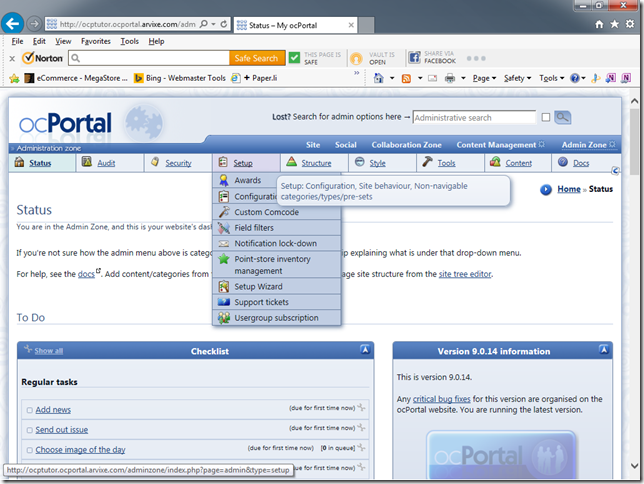 http://ocptutor.ocportal.arvixe.com/adm
Status – My ocPortal
File Edit View Favorites Tools Help
Norton
Safe Search
THIS PAGE IS SAFE
VAULT IS OPEN
SHARE VIA FACEBOOK
eCommerce - MegaStore ...
Bing - Webmaster Tools
+ Paper.li
Page
Safety
Tools
ocPortal
Lost? Search for admin options here →
Administrative search
Administration zone
Site Social Collaboration Zone Content Management Admin Zone
Status Audit Security Setup Structure Style Tools Content Docs
Awards
Configuratio
Custom Comcode
Field filters
Notification lock-down
Point-store inventory
management
Setup Wizard
Support tickets
Usergroup subscription
Setup: Configuration, Site behaviour, Non-navigable
categories/types/pre-sets
Home » Status
Status
You are in the Admin Zone, and this is your website's das
If you're not sure how the admin menu above is categ
p explaining what is under that drop-down menu.
For help, see the docs. Add content/categories from
age site structure from the site tree editor.
To Do
Show all
Checklist
Regular tasks
Add news
(due for first time now)
Send out issue
(due for first time now)
Choose image of the day
(due for first time now) [0 in queue]
(due for first time now)
Version 9.0.14 information
This is version 9.0.14.
Any critical bug fixes for this version are organised on the
ocPortal website. You are running the latest version.
ocPortal
http://ocptutor.ocportal.arvixe.com/adminzone/index.php?page=admin&type=setup